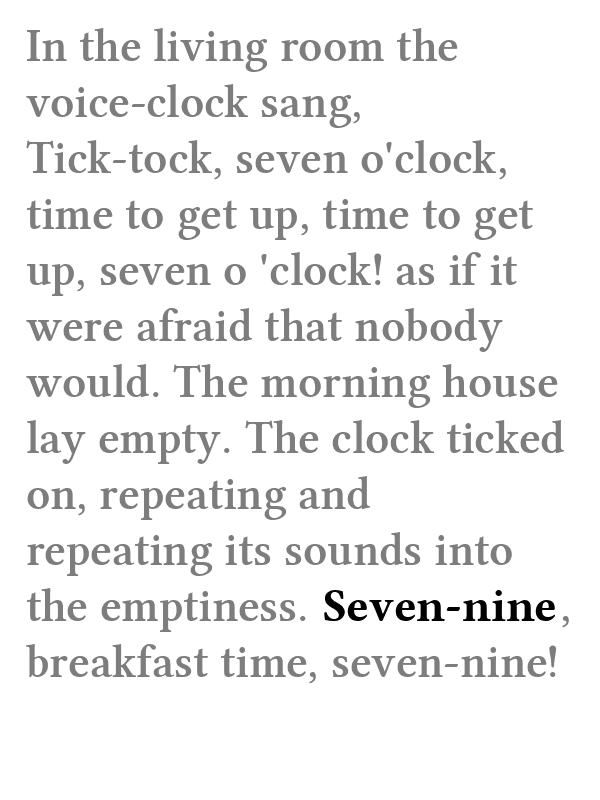 In the living room the
voice-clock sang,
Tick-tock, seven o'clock,
time to get up, time to get
up, seven o 'clock! as if it
were afraid that nobody
would. The morning house
lay empty. The clock ticked
on, repeating and
repeating its sounds into
the emptiness. Seven-nine,
breakfast time, seven-nine!